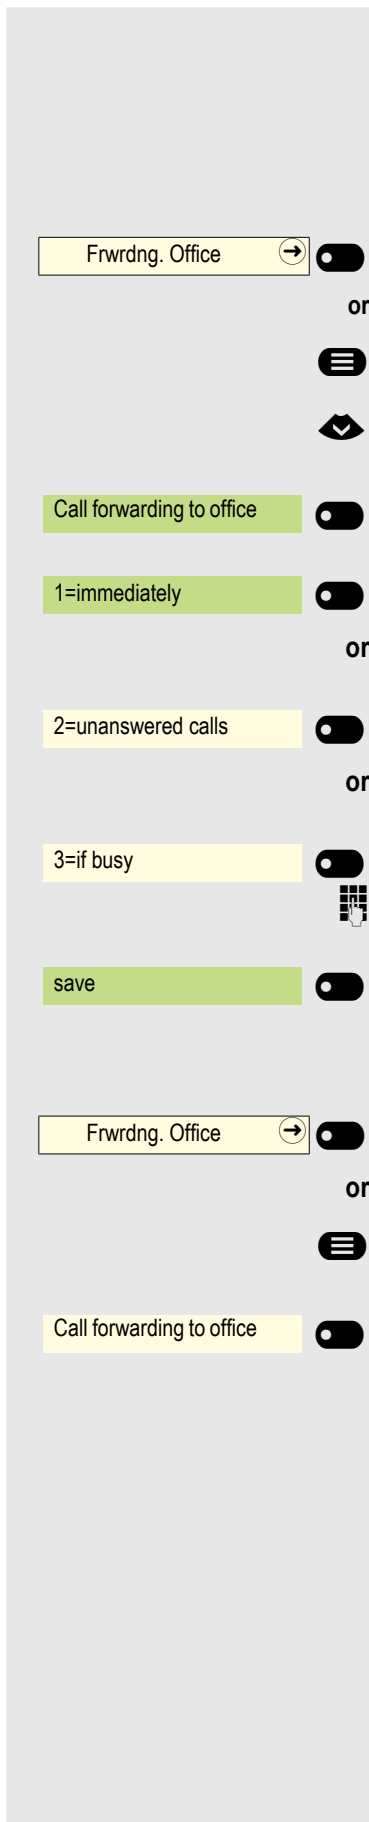 Frwrdng. Office
or
Call forwarding to office
1=immediately
or
2=unanswered calls
or
3=if busy
save
Frwrdng. Office
or
Call forwarding to office